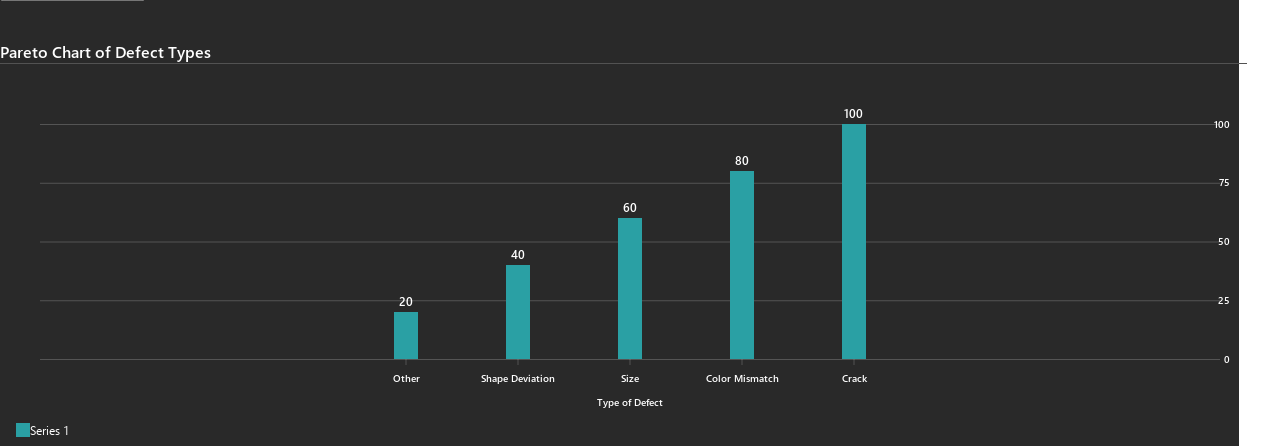 Pareto Chart of Defect Types
100
100
80
75
60
50
40
25
20
0
Other Shape Deviation Size Color Mismatch Crack
Type of Defect
Series 1